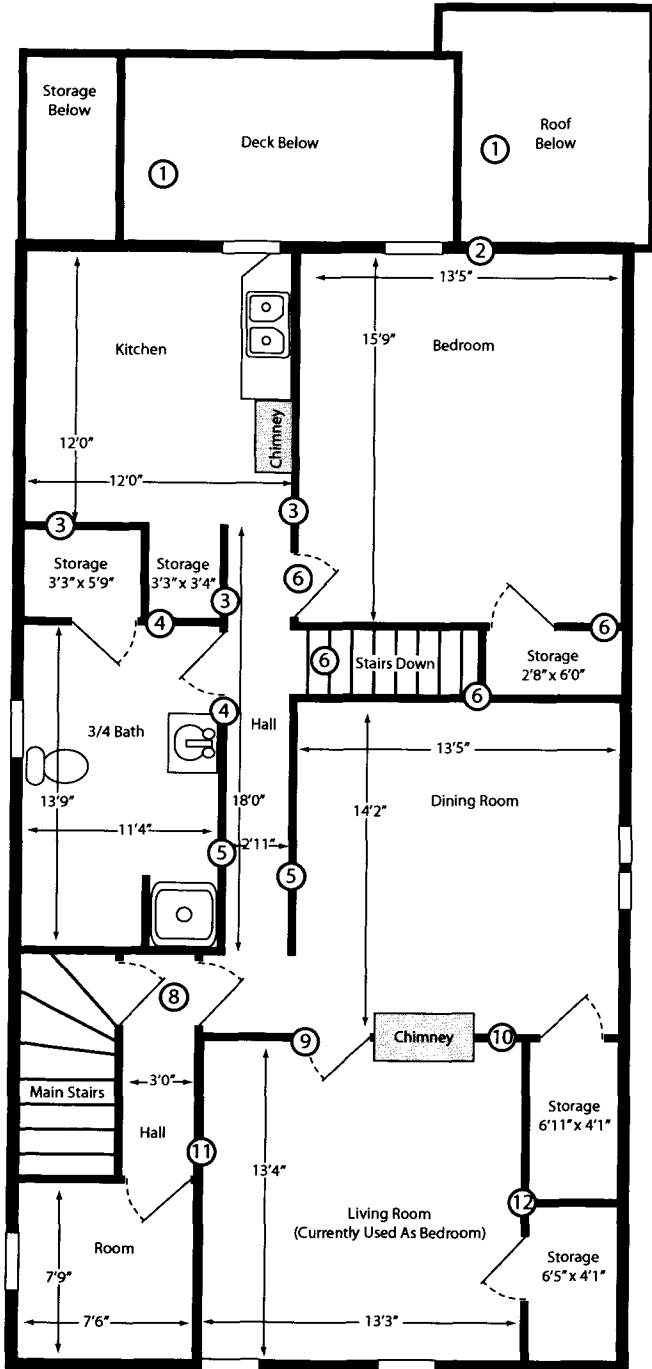 Storage
Below
Deck Below
Roof
Below
1
1
2
13'5"
Kitchen
15'9"
Bedroom
Chimney
12'0"
12'0"
3
3
Storage
3'3" x 5'9"
Storage
3'3" x 3'4"
6
3
4
6
Stairs Down
6
Storage
2'8" x 6'0"
6
4
3/4 Bath
Hall
13'5"
Dining Room
13'9"
18'0"
14'2"
11'4"
5
2'11"
5
8
9
Chimney
10
Main Stairs
3'0"
Hall
Storage
6'11" x 4'1"
11
13'4"
12
Living Room
(Currently Used As Bedroom)
Room
Storage
6'5" x 4'1"
7'9"
7'6"
13'3"